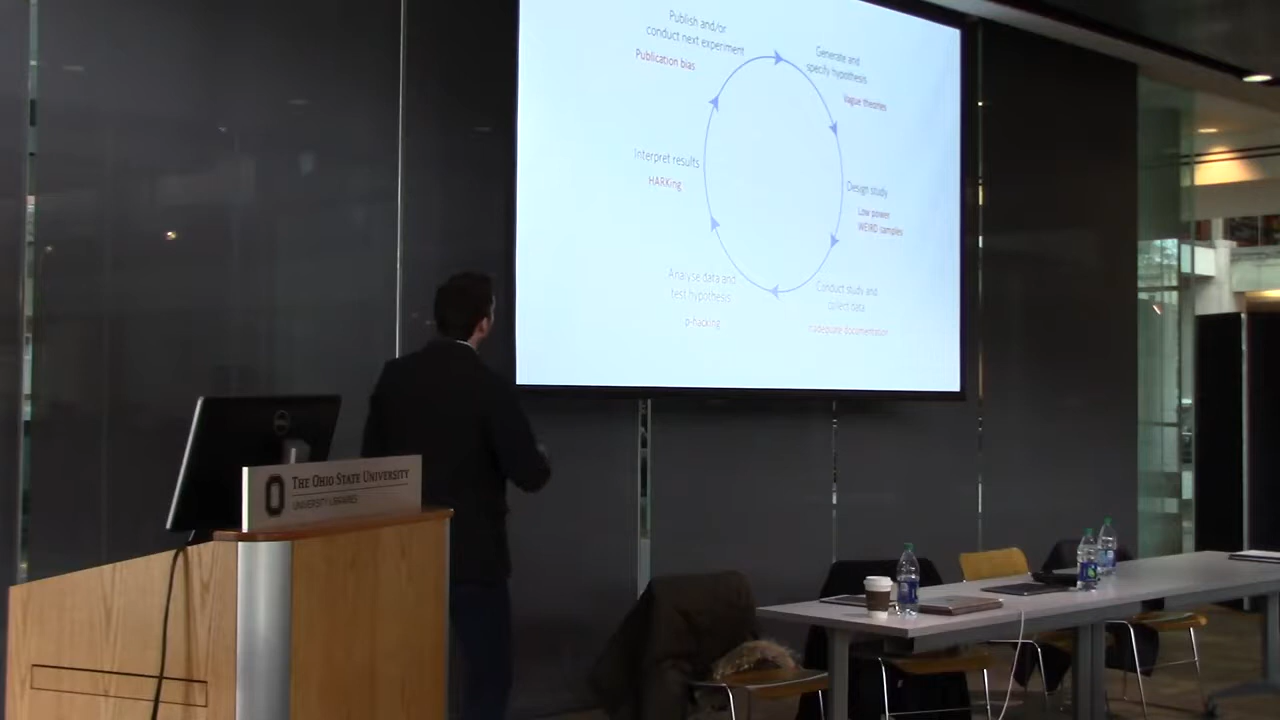 Publish and/or
conduct next experiment
Publication bias
Generate and
specify hypothesis
Vague theories
Interpret results
HARKing
Design study
Low power
WEIRD samples
Analyse data and
test hypothesis
p-hacking
Conduct study and
collect data
Inadequate documentation
DELL
THE OHIO STATE UNIVERSITY
UNIVERSITY LIBRARIES